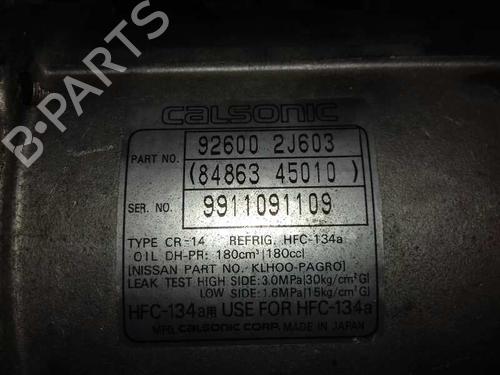 CALSONIC
PART NO. 92600 2J603
(84863 45010 )
SER. NO. 9911091109
TYPE CR-14 REFRIG. HFC-134a
OIL DH-PR: 180cm³(180cc)
(NISSAN PART NO. KLHOO-PAGRO)
LEAK TEST HIGH SIDE: 3.0MPa(30kg/cm²G)
LOW SIDE: 1.6MPa(15kg/cm²G)
HFC-134a用 USE FOR HFC-134a
MFG. CALSONIC CORP. MADE IN JAPAN
B-PARTS